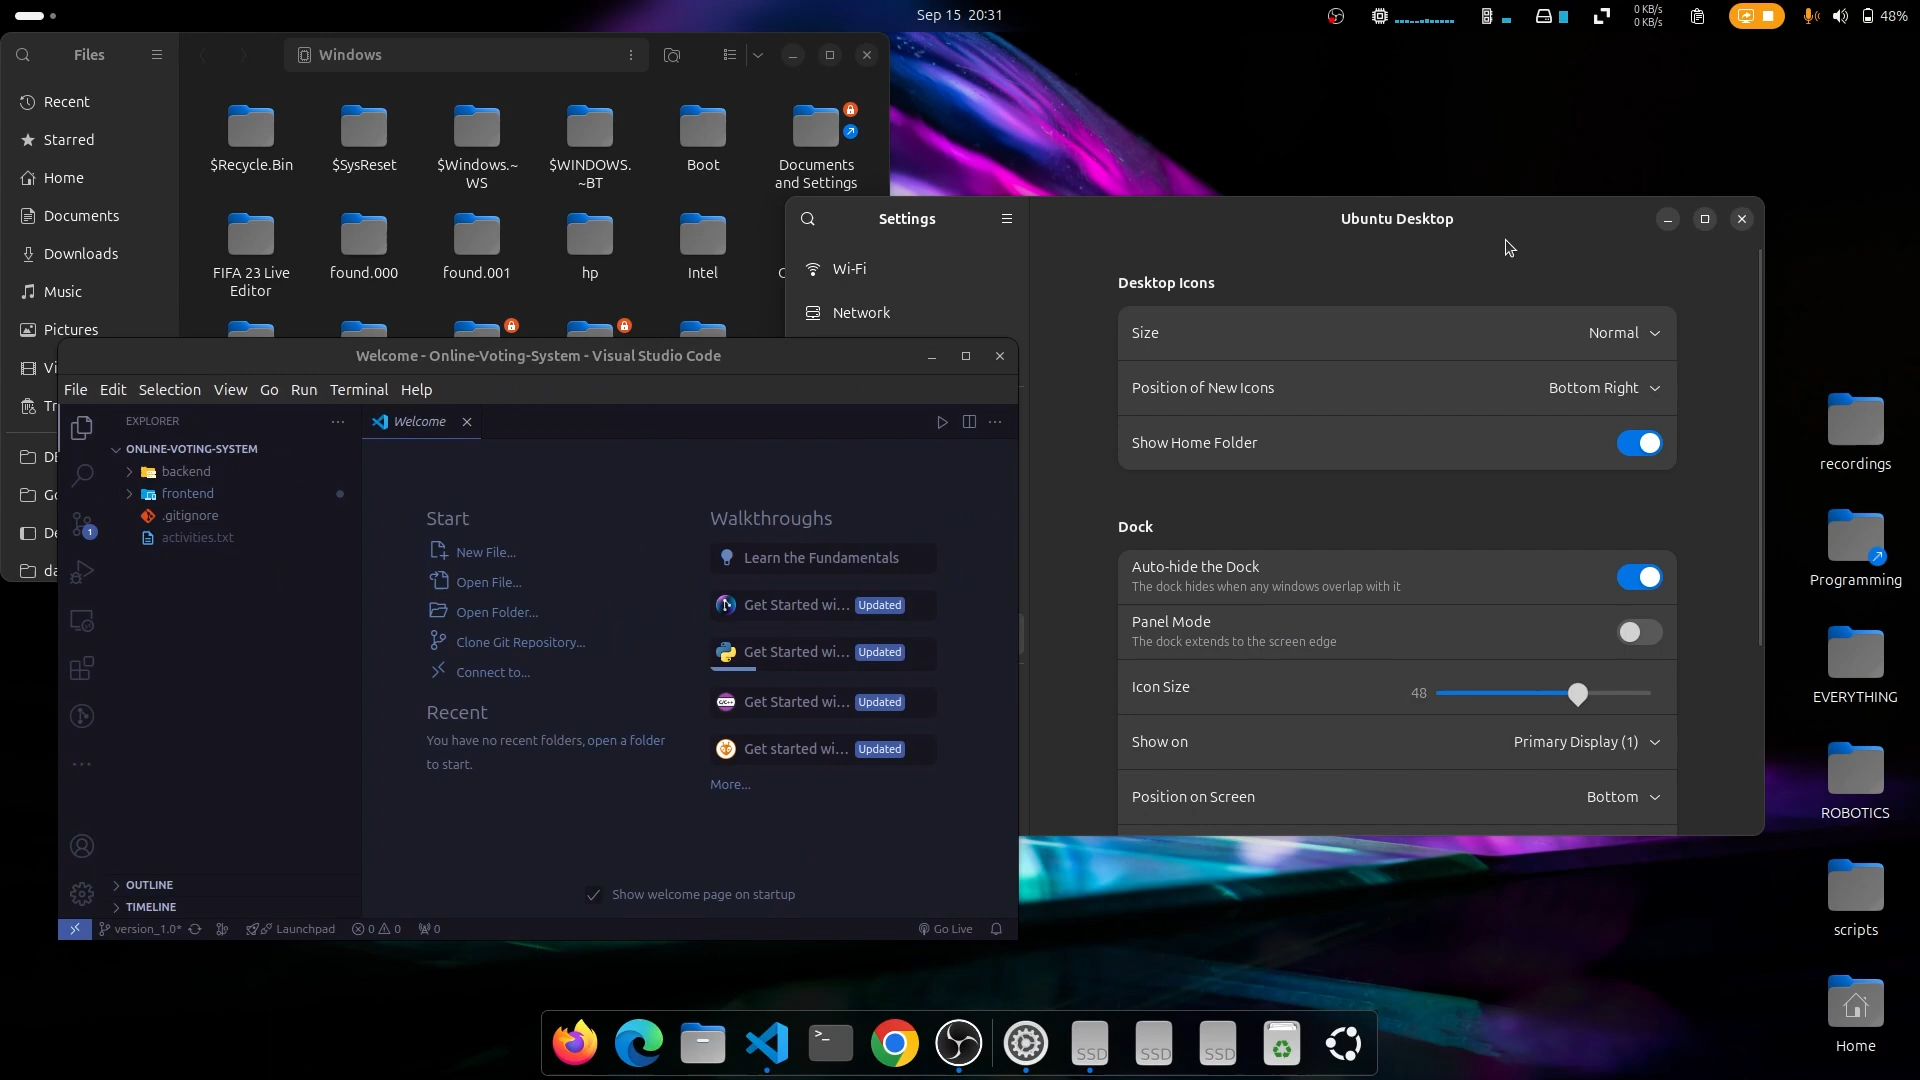 Sep 15 20:31
0 KB/s
0 KB/s
48%
Files
Windows
Recent
Starred
Home
Documents
Downloads
Music
Pictures
Vi
Tr
Go
$Recycle.Bin
$SysReset
$Windows.~
WS
$WINDOWS.
~BT
Boot
Documents
and Settings
FIFA 23 Live
Editor
found.000
found.001
hp
Intel
Settings
Wi-Fi
Network
Ubuntu Desktop
Desktop Icons
Size
Normal
Position of New Icons
Bottom Right
Show Home Folder
Dock
Auto-hide the Dock
The dock hides when any windows overlap with it
Panel Mode
The dock extends to the screen edge
Icon Size
48
Show on
Primary Display (1)
Position on Screen
Bottom
Welcome - Online-Voting-System - Visual Studio Code
File Edit Selection View Go Run Terminal Help
EXPLORER
Welcome
ONLINE-VOTING-SYSTEM
backend
frontend
.gitignore
activities.txt
1
OUTLINE
TIMELINE
Start
New File...
Open File...
Open Folder...
Clone Git Repository...
Connect to...
Recent
You have no recent folders, open a folder
to start.
Walkthroughs
Learn the Fundamentals
Get Started wi... Updated
Get Started wi... Updated
C/C++
Get Started wi... Updated
Get started wi... Updated
More...
Show welcome page on startup
version_1.0*
Launchpad
0 0
0
Go Live
recordings
Programming
EVERYTHING
ROBOTICS
scripts
Home
SSD
SSD
SSD